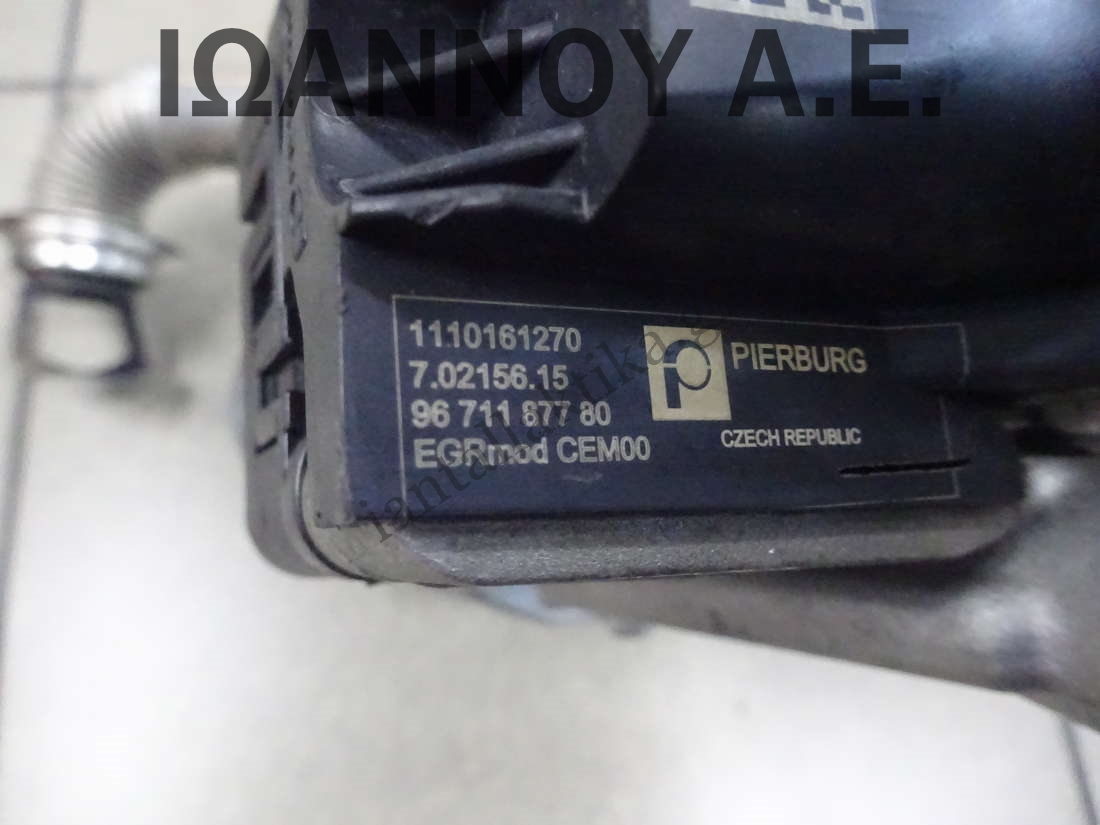 ΙΩΑΝΝΟΥ Α.Ε.
1110161270
7.02156.15
96 711 877 80
EGRmod CEM00
PIERBURG
CZECH REPUBLIC